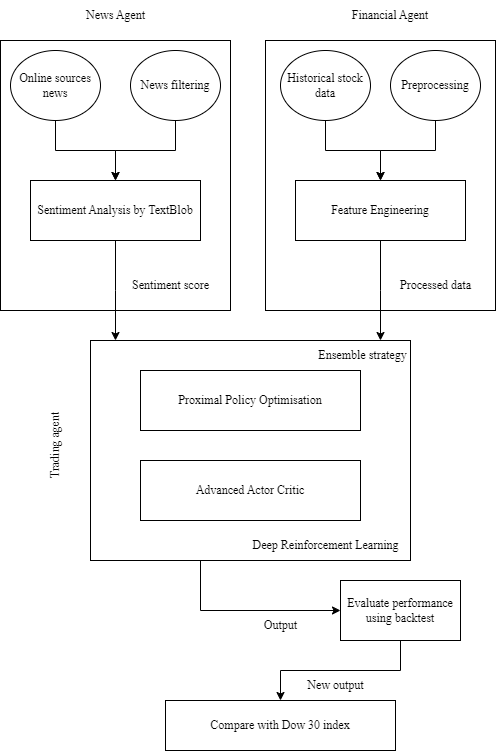 News Agent
Financial Agent
Online sources
news
News filtering
Historical stock
data
Preprocessing
Sentiment Analysis by TextBlob
Feature Engineering
Sentiment score
Processed data
Ensemble strategy
Proximal Policy Optimisation
Trading agent
Advanced Actor Critic
Deep Reinforcement Learning
Evaluate performance
using backtest
Output
New output
Compare with Dow 30 index